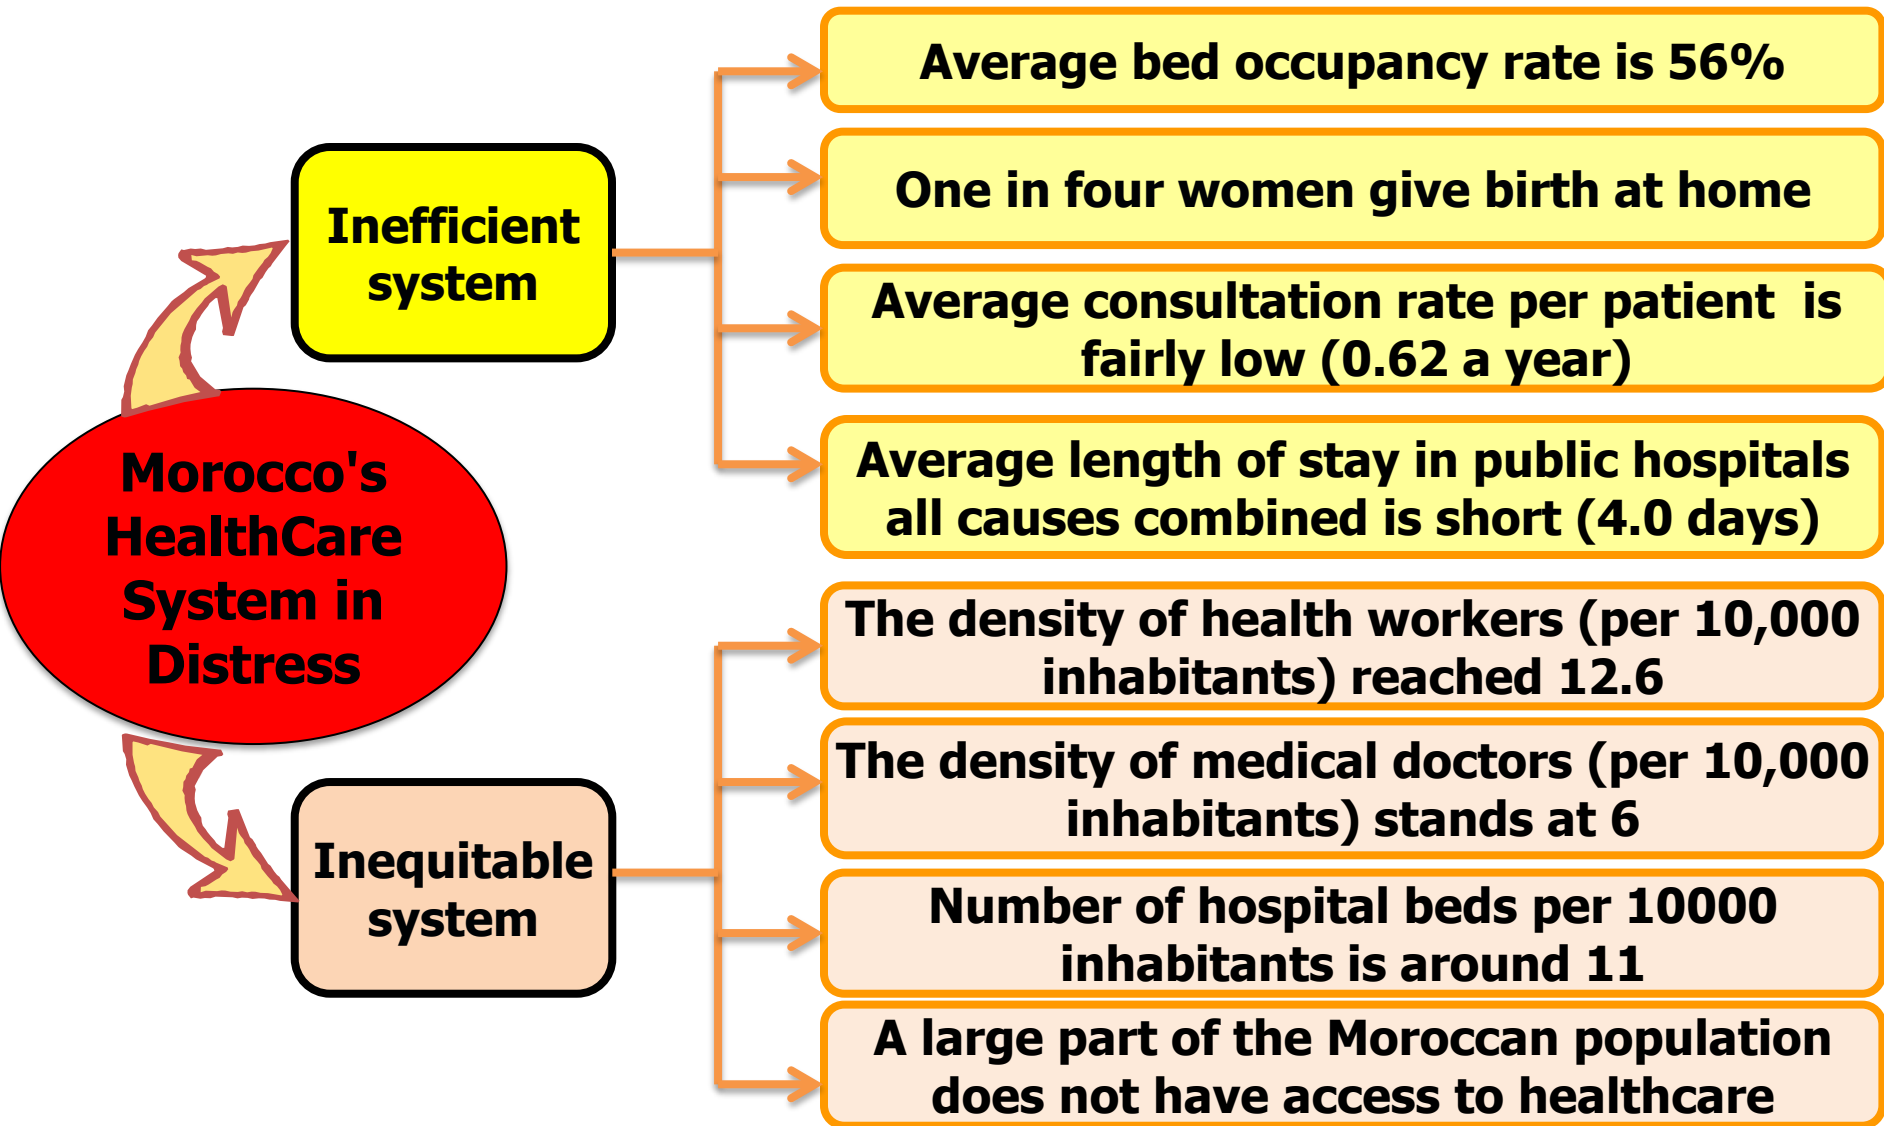 Average bed occupancy rate is 56%
One in four women give birth at home
Inefficient
system
Average consultation rate per patient  is
fairly low (0.62 a year)
Average length of stay in public hospitals
all causes combined is short (4.0 days)
Morocco's
HealthCare
System in
Distress
The density of health workers (per 10,000
inhabitants) reached 12.6
The density of medical doctors (per 10,000
inhabitants) stands at 6
Inequitable
system
Number of hospital beds per 10000
inhabitants is around 11
A large part of the Moroccan population
does not have access to healthcare